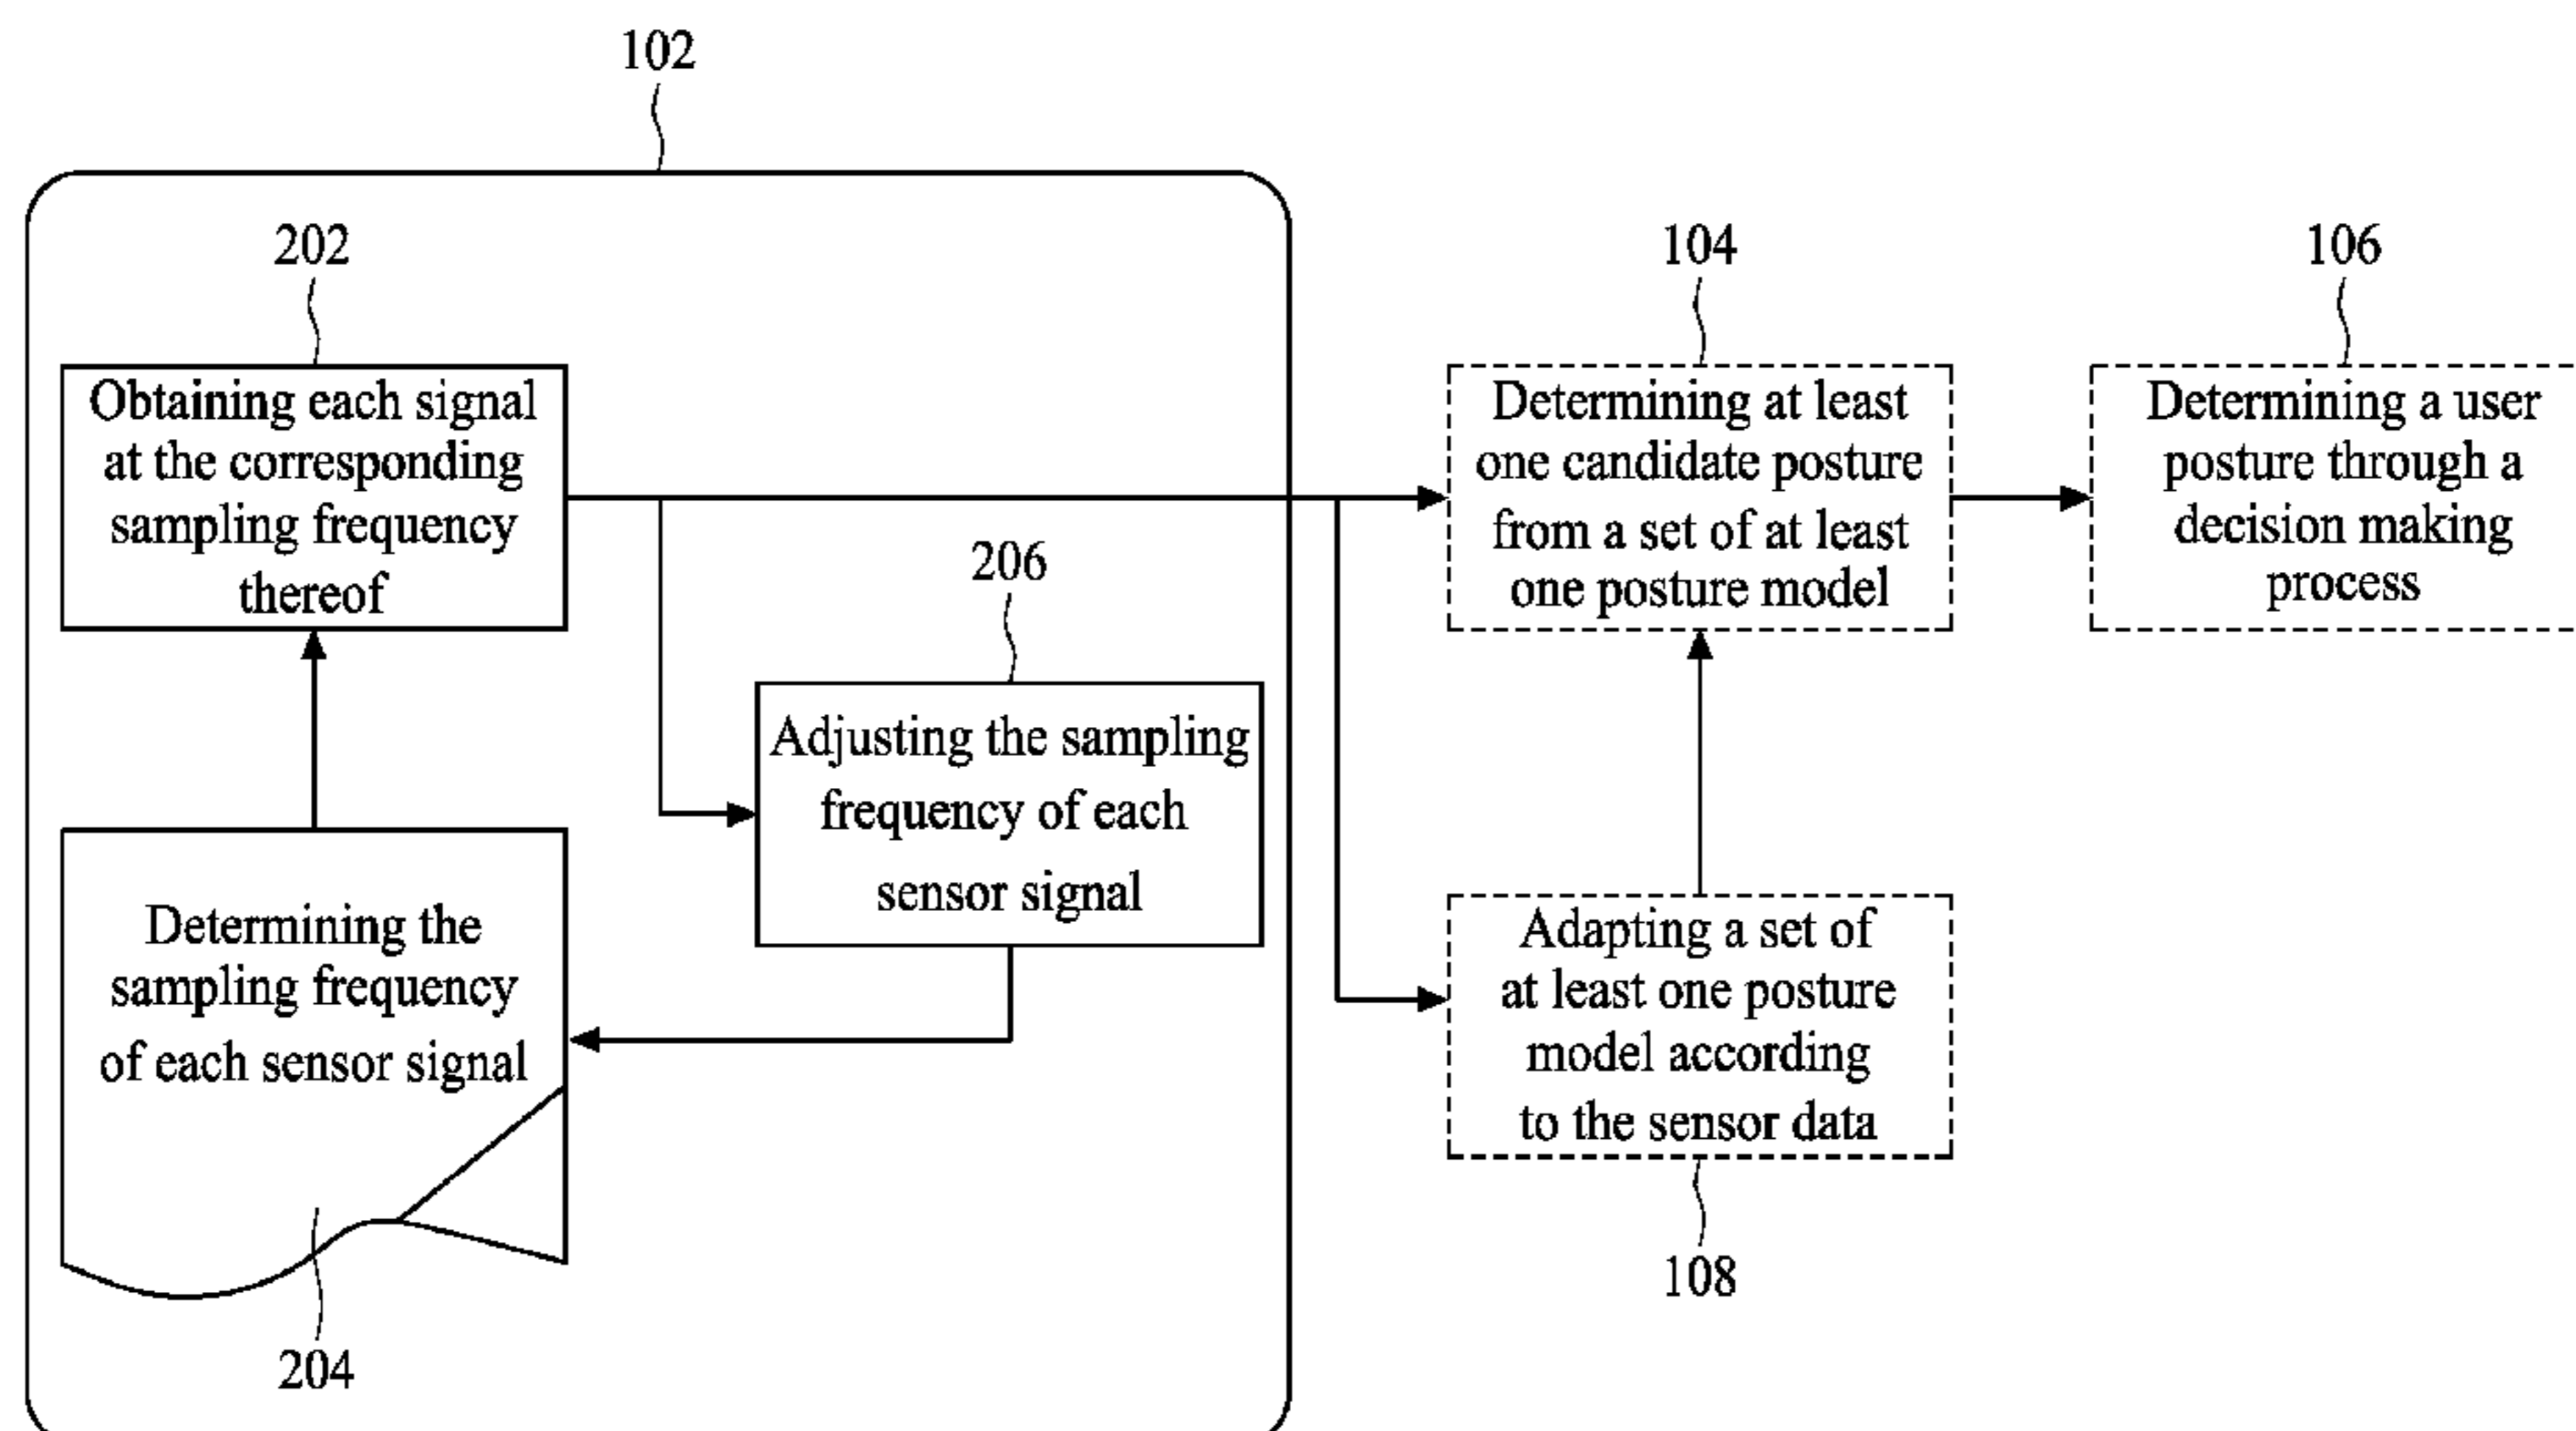 102
202
Obtaining each signal
at the corresponding
sampling frequency
thereof
104
Determining at least
one candidate posture
from a set of at least
one posture model
106
Determining a user
posture through a
decision making
process
206
Adjusting the sampling
frequency of each
sensor signal
Determining the
sampling frequency
of each sensor signal
204
Adapting a set of
at least one posture
model according
to the sensor data
108